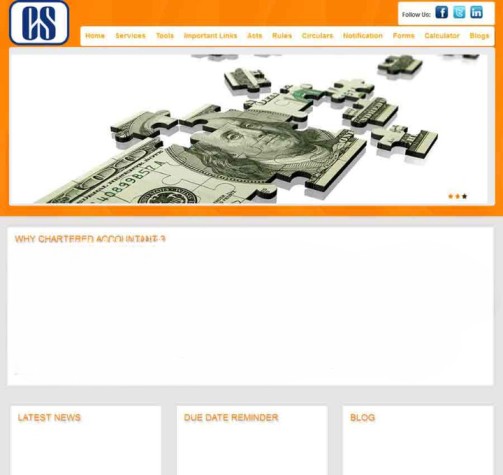 CS
Follow Us:
Home Services Tools Important Links Acts Rules Circulars Notification Forms Calculator Blogs
WHY CHARTERED ACCOUNTANT ?
LATEST NEWS
DUE DATE REMINDER
BLOG